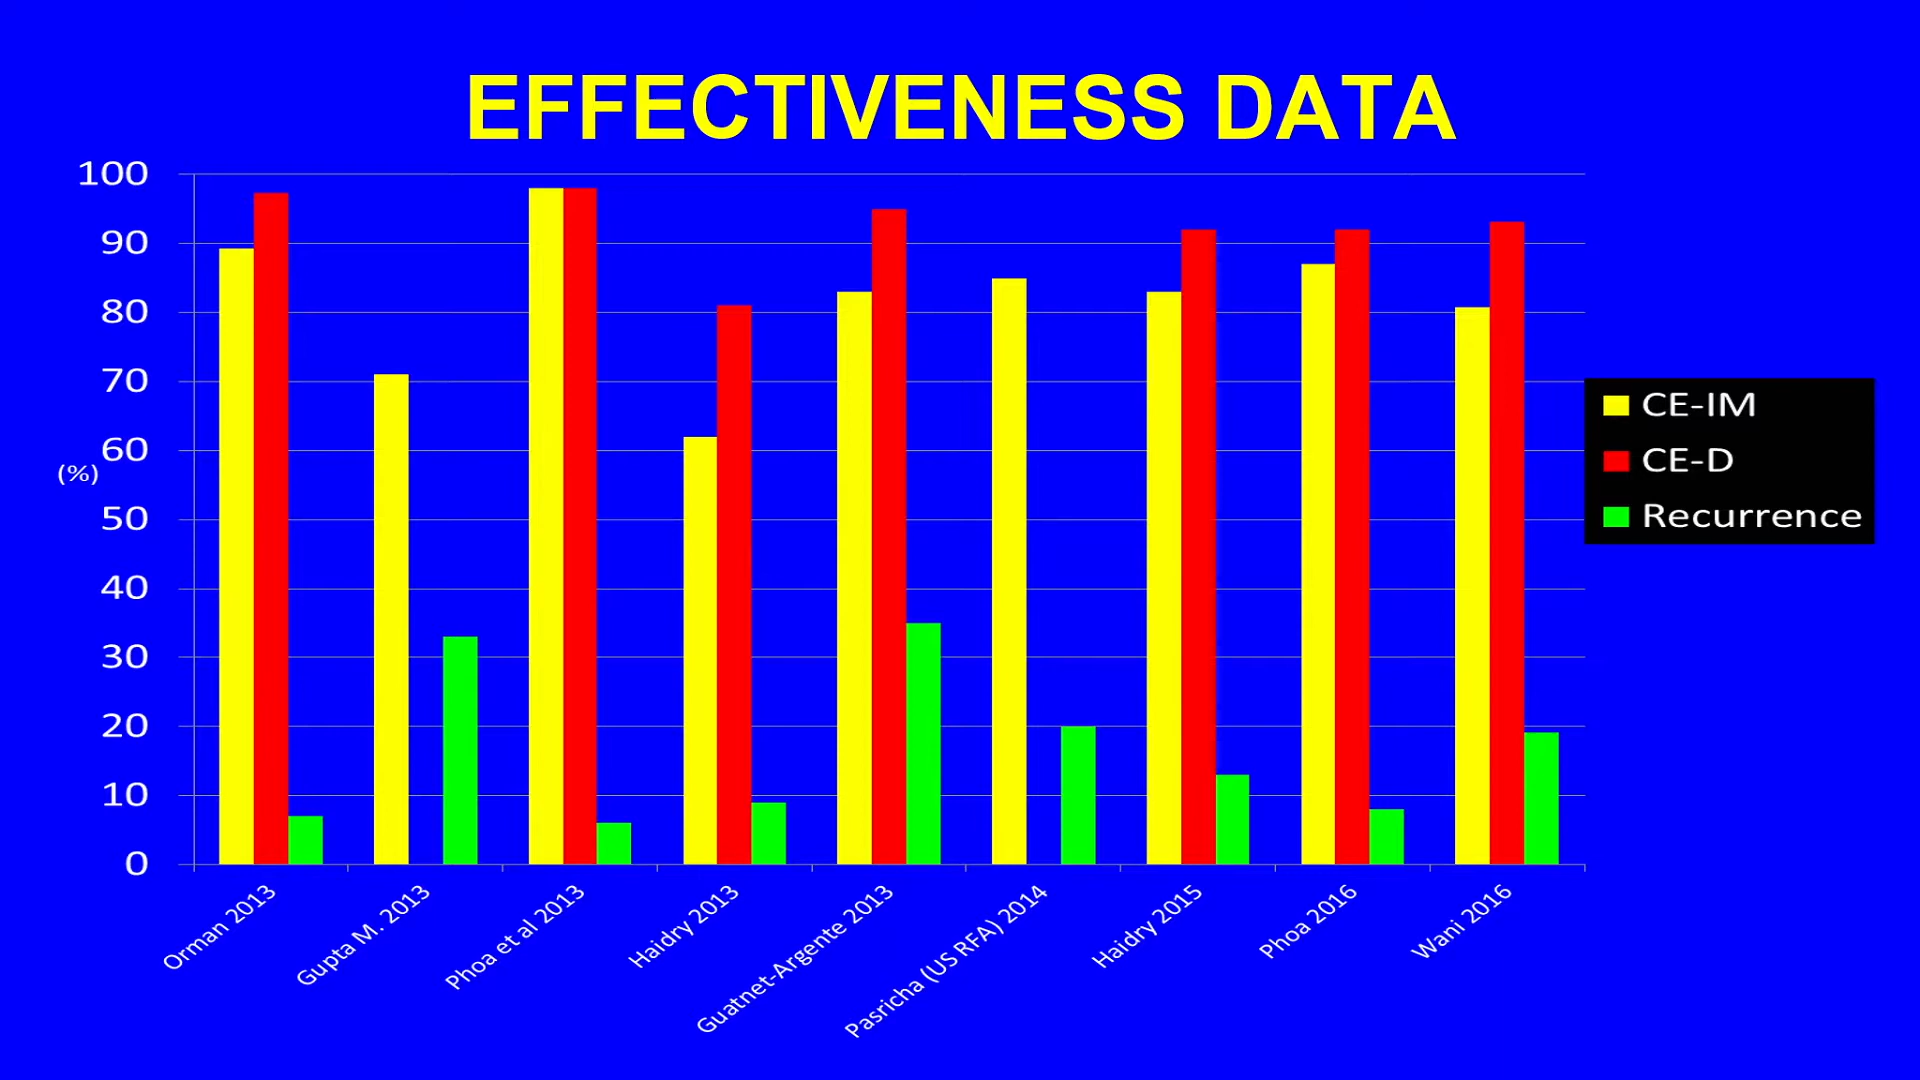 EFFECTIVENESS DATA
100
90
80
70
60
(%)
50
40
30
20
10
0
CE-IM
CE-D
Recurrence
Orman 2013
Gupta M. 2013
Phoa et al 2013
Haidry 2013
Guatnet-Argente 2013
Pasricha (US RFA) 2014
Haidry 2015
Phoa 2016
Wani 2016